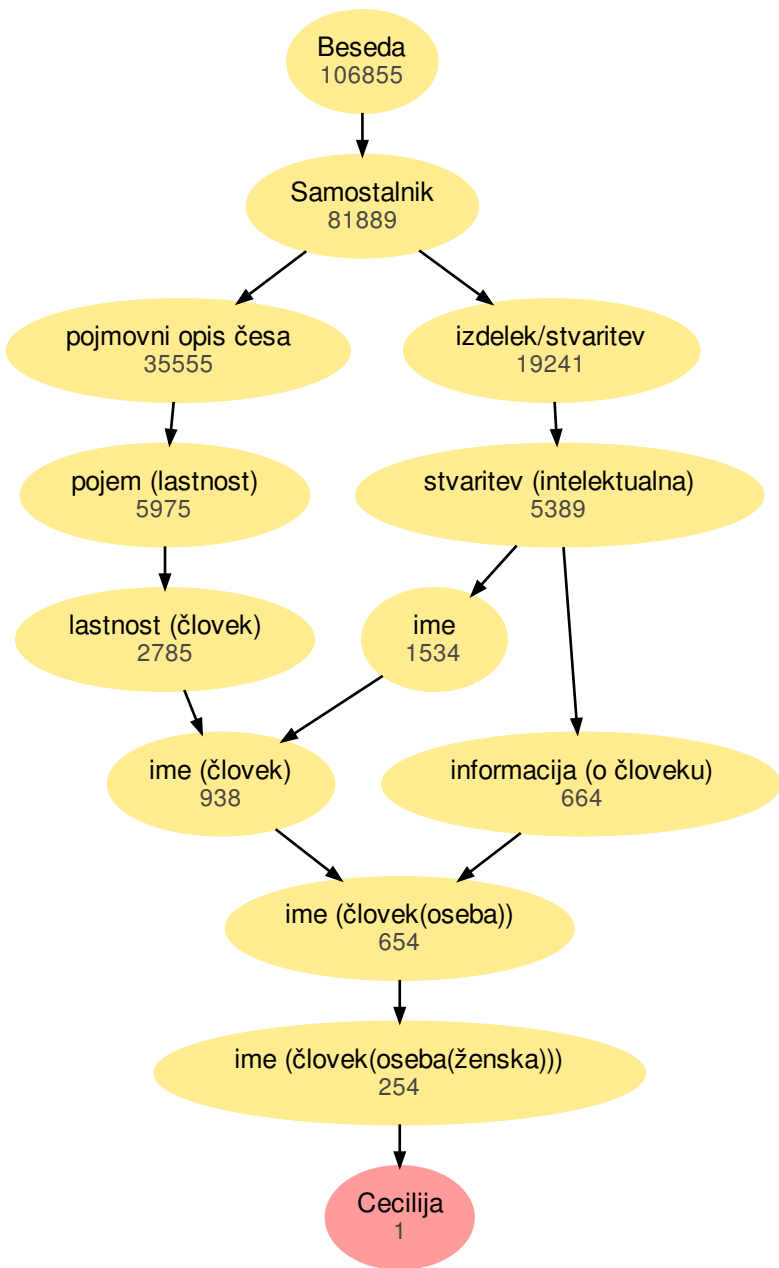 Beseda
106855
Samostalnik
81889
pojmovni opis česa
35555
izdelek/stvaritev
19241
pojem (lastnost)
5975
stvaritev (intelektualna)
5389
lastnost (človek)
2785
ime
1534
ime (človek)
938
informacija (o človeku)
664
ime (človek(oseba))
654
ime (človek(oseba(ženska)))
254
Cecilija
1